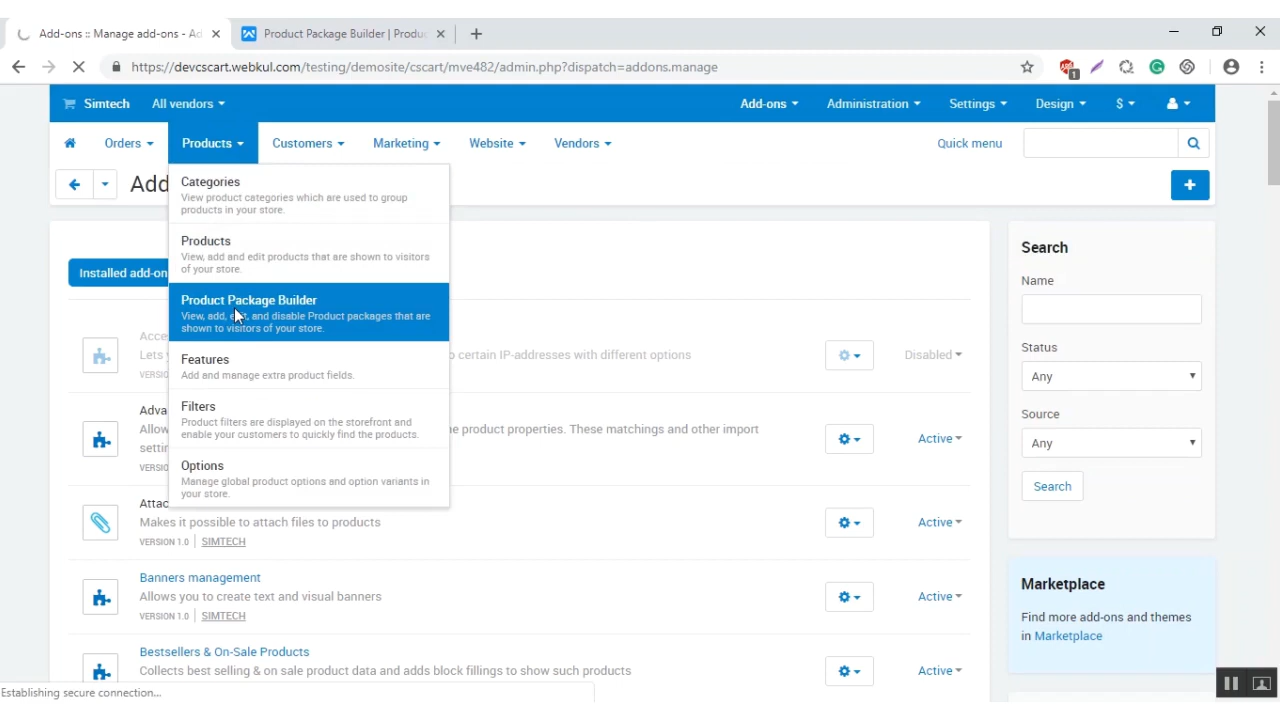 Add-ons :: Manage add-ons - Ad
Product Package Builder | Produ
https://devcscart.webkul.com/testing/demosite/cscart/mve482/admin.php?dispatch=addons.manage
1
Simtech
All vendors
Add-ons
Administration
Settings
Design
$
Orders
Products
Customers
Marketing
Website
Vendors
Quick menu
Add
Categories
View product categories which are used to group
products in your store.
Products
View, add and edit products that are shown to visitors
of your store.
Product Package Builder
View, add, edit, and disable Product packages that are
shown to visitors of your store.
Features
Add and manage extra product fields.
Filters
Product filters are displayed on the storefront and
enable your customers to quickly find the products.
Options
Manage global product options and option variants in
your store.
Installed add-on
Acce
Lets
to certain IP-addresses with different options
VERSIO
Disabled
Adva
Allow
he product properties. These matchings and other import
setti
VERSIO
Active
Attac
Makes it possible to attach files to products
VERSION 1.0
SIMTECH
Active
Banners management
Allows you to create text and visual banners
VERSION 1.0
SIMTECH
Active
Bestsellers & On-Sale Products
Collects best selling & on sale product data and adds block fillings to show such products
Active
Search
Name
Status
Any
Source
Any
Search
Marketplace
Find more add-ons and themes
in Marketplace
Establishing secure connection...